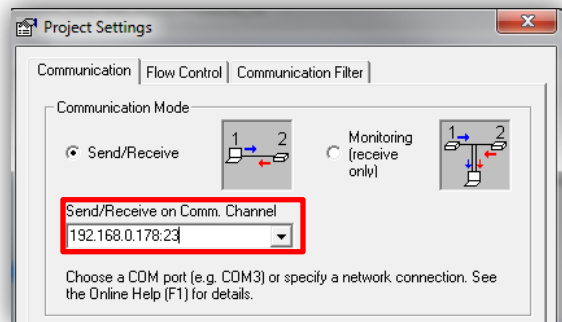 Project Settings
Communication
Flow Control
Communication Filter
Communication Mode
Send/Receive
1 2
Monitoring
(receive
only)
1 2
Send/Receive on Comm. Channel
192.168.0.178:23
Choose a COM port (e.g. COM3) or specify a network connection. See
the Online Help (F1) for details.